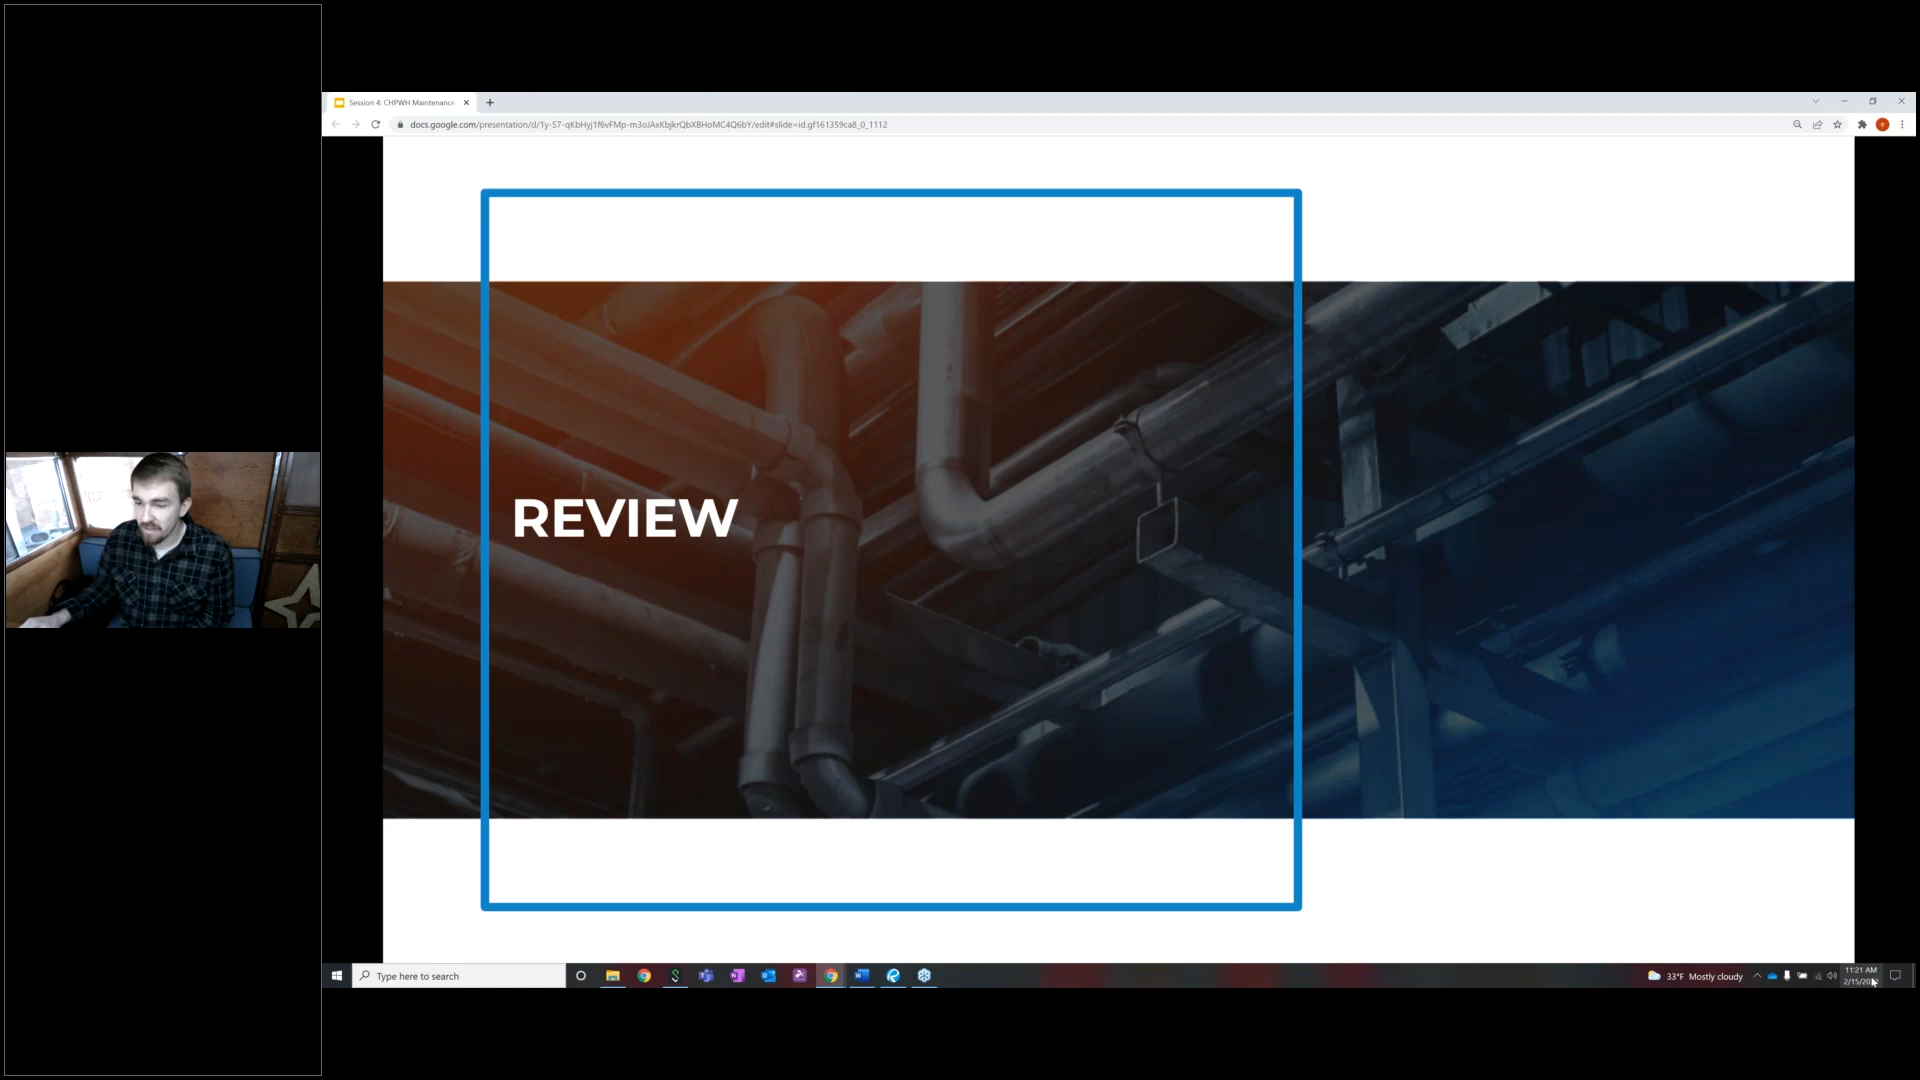 Session 4: CHPWH Maintenance
docs.google.com/presentation/d/1y-S7-qKbHyj1f6vFMp-m3oJAxKbjkrQbXBHoMC4Q6bY/edit#slide=id.gf161359ca8_0_1112
REVIEW
Type here to search
33°F Mostly cloudy
11:21 AM